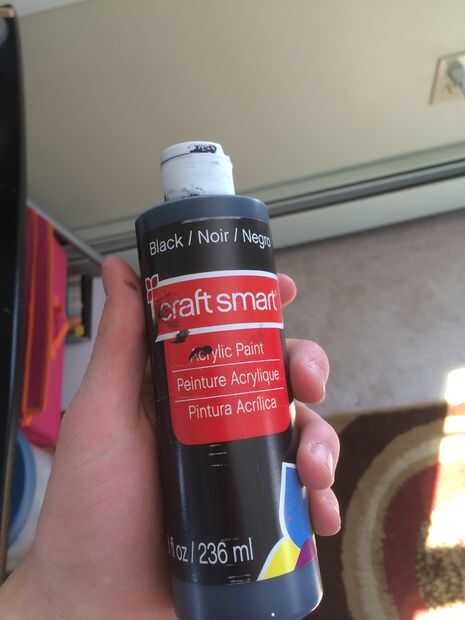 Black / Noir / Negro
craft smart
Acrylic Paint
Peinture Acrylique
Pintura Acrílica
fl oz / 236 ml